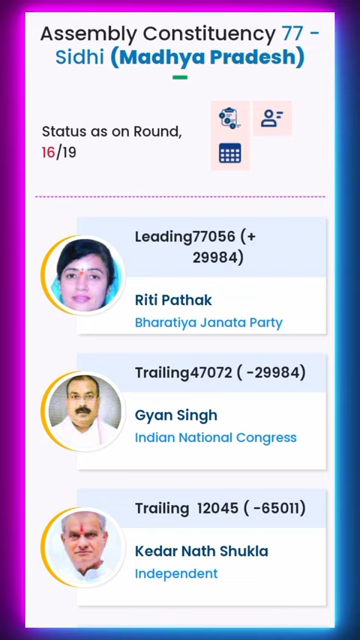 Assembly Constituency 77 -
Sidhi (Madhya Pradesh)
Status as on Round,
16/19
Leading77056 (+
29984)
Riti Pathak
Bharatiya Janata Party
Trailing47072 ( -29984)
Gyan Singh
Indian National Congress
Trailing 12045 ( -65011)
Kedar Nath Shukla
Independent